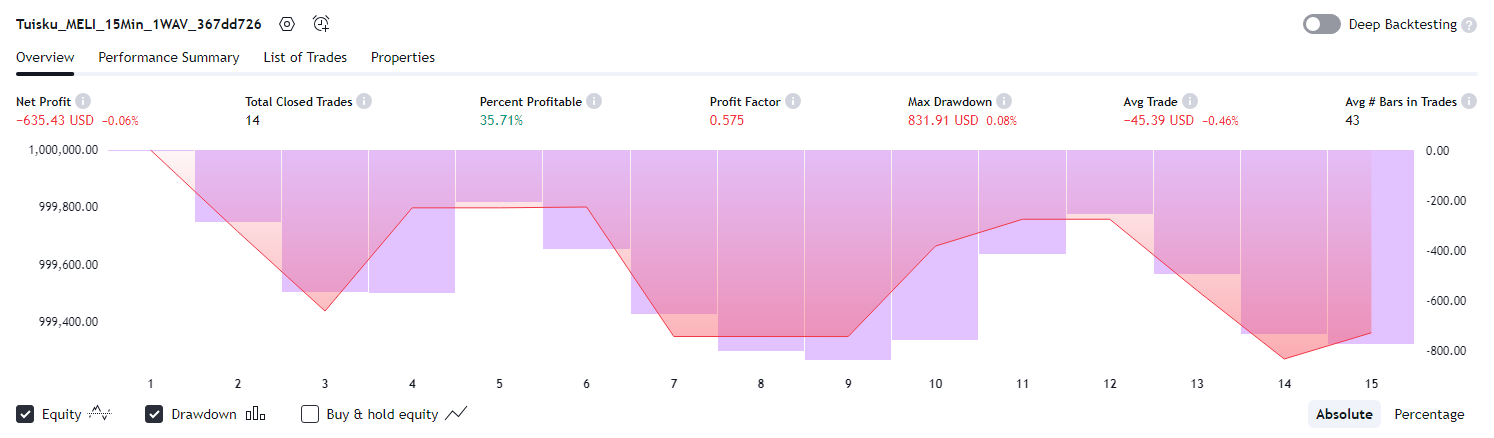 Tuisku_MELI_15Min_1WAV_367dd726
Deep Backtesting ?
Overview Performance Summary List of Trades Properties
Net Profit Total Closed Trades Percent Profitable Profit Factor Max Drawdown Avg Trade Avg # Bars in Trades
−635.43 USD −0.06% 14 35.71% 0.575 831.91 USD 0.08% −45.39 USD −0.46% 43
1,000,000.00 0.00
999,800.00 -200.00
999,600.00 -400.00
-600.00
999,400.00
-800.00
1 2 3 4 5 6 7 8 9 10 11 12 13 14 15
Equity Drawdown Buy & hold equity Absolute Percentage